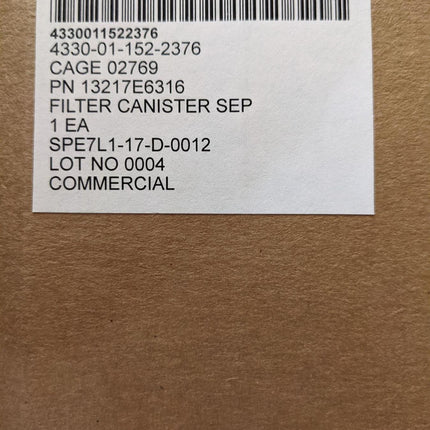 4330011522376
4330-01-152-2376
CAGE 02769
PN 13217E6316
FILTER CANISTER SEP
1 EA
SPE7L1-17-D-0012
LOT NO 0004
COMMERCIAL